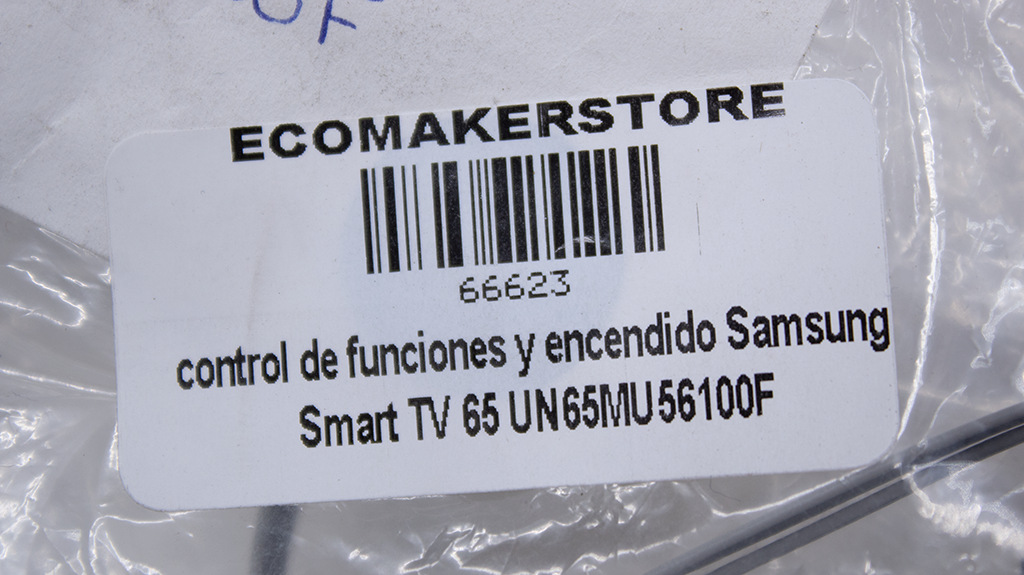 ECOMAKERSTORE
66623
control de funciones y encendido Samsung
Smart TV 65 UN65MU56100F